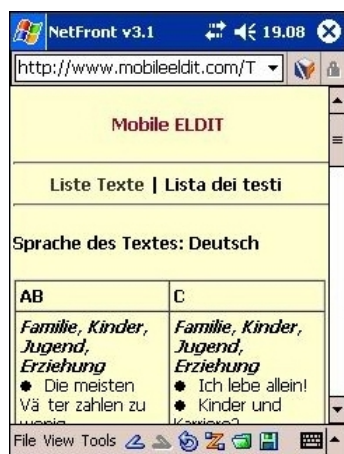 NetFront v3.1 19.08
http://www.mobileeldit.com/T
Mobile ELDIT
Liste Texte | Lista dei testi
Sprache des Textes: Deutsch
AB
Familie, Kinder,
Jugend,
Erziehung
● Die meisten
Vä ter zahlen zu
wenig
C
Familie, Kinder,
Jugend,
Erziehung
● Ich lebe allein!
● Kinder und
Karriere?
File View Tools